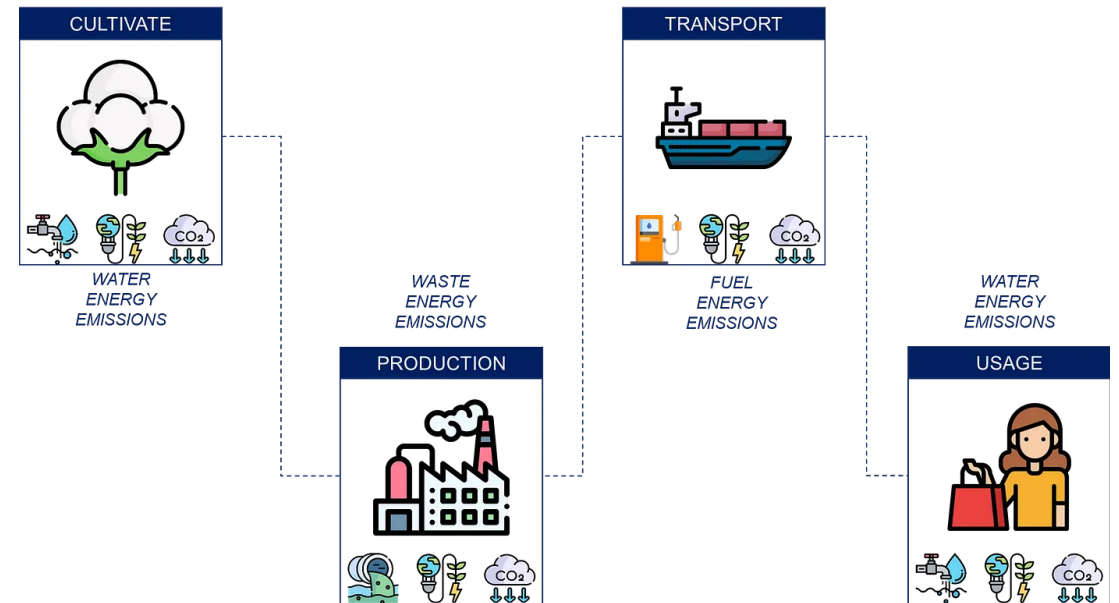 CULTIVATE
CO2
WATER
ENERGY
EMISSIONS
WASTE
ENERGY
EMISSIONS
PRODUCTION
CO2
TRANSPORT
CO2
FUEL
ENERGY
EMISSIONS
WATER
ENERGY
EMISSIONS
USAGE
CO2